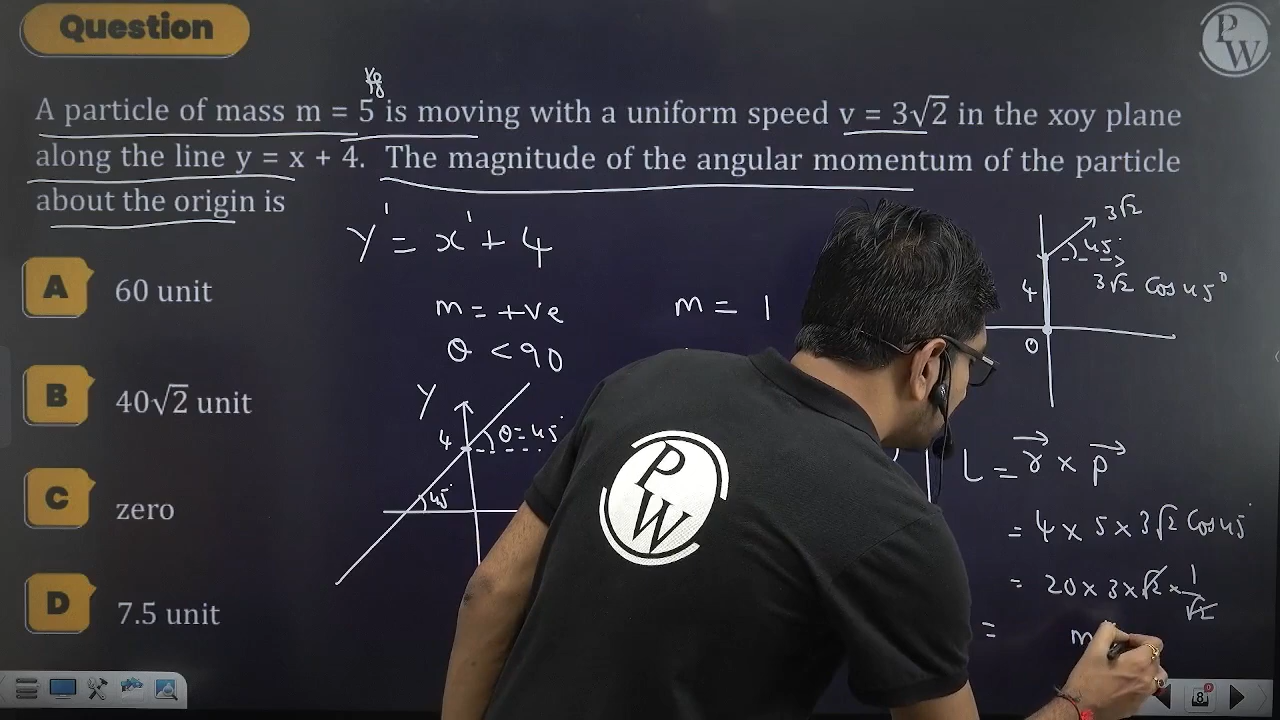 Question
PW
A particle of mass m = 5 is moving with a uniform speed v = 3√2 in the xoy plane
along the line y = x + 4. The magnitude of the angular momentum of the particle
about the origin is
A 60 unit
B 40√2 unit
C zero
D 7.5 unit
y' = x' + 4
m = +ve
θ < 90
m = 1
Y
4
θ=45°
45°
3√2
45°
3√2 Cos45°
4
O
L = r⃗ × p⃗
= 4 × 5 × 3√2 Cos45°
= 20 × 3 × √2 × 1/√2
= m
PW
8